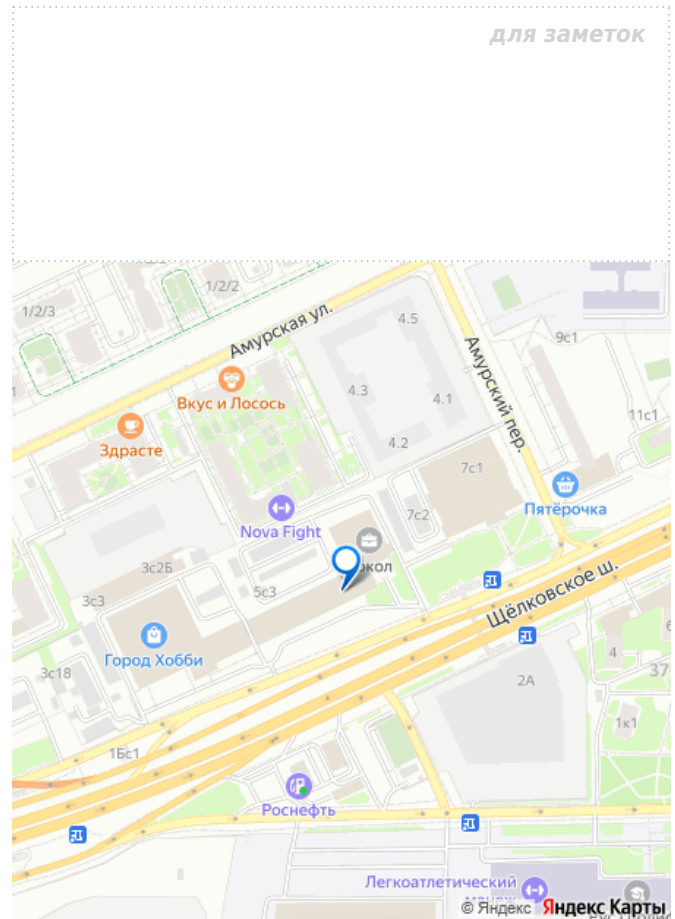 для заметок
1/2/2
1/2/3
4.5
Амурская ул.
9с1
Амурский пер.
4.3
4.1
Вкус и Лосось
11с1
Здрасте
4.2
7с1
Nova Fight
7с2
Пятёрочка
3с2Б
5с3
Щёлковское ш.
3с3
Город Хобби
4
37
3с18
2А
1к1
1Бс1
Роснефть
Легкоатлетический
© Яндекс Яндекс Карты